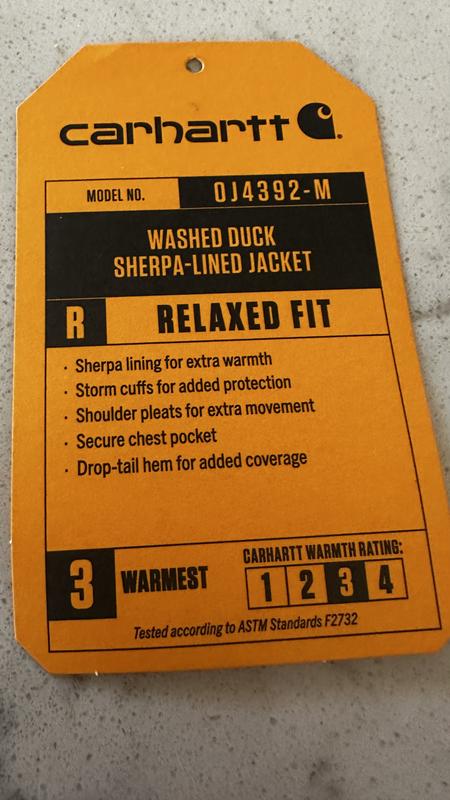 carhartt
MODEL NO. 0J4392-M
WASHED DUCK
SHERPA-LINED JACKET
R RELAXED FIT
· Sherpa lining for extra warmth
· Storm cuffs for added protection
· Shoulder pleats for extra movement
· Secure chest pocket
· Drop-tail hem for added coverage
3 WARMEST
CARHARTT WARMTH RATING:
1 2 3 4
Tested according to ASTM Standards F2732